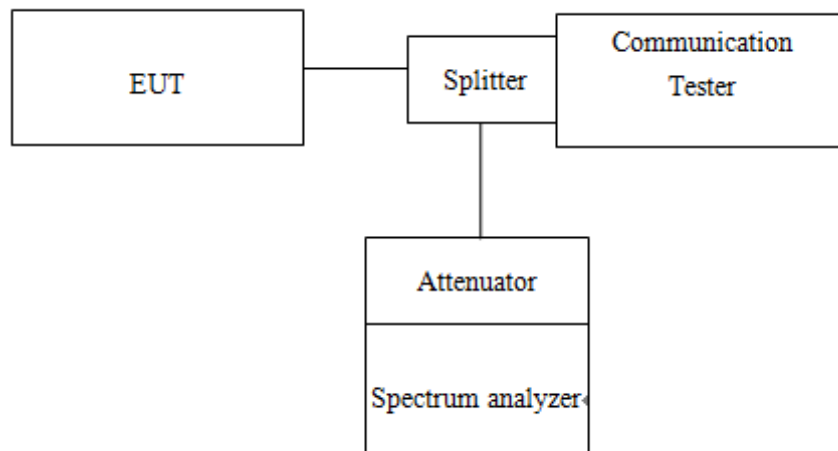 EUT
Splitter
Communication
Tester
Attenuator
Spectrum analyzer